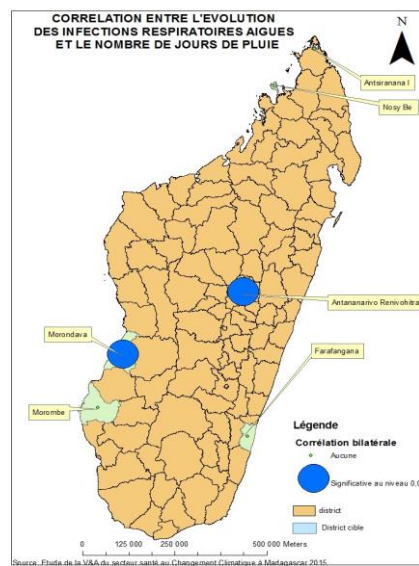 CORRELATION ENTRE L'EVOLUTION
DES INFECTIONS RESPIRATOIRES AIGUES
ET LE NOMBRE DE JOURS DE PLUIE
N
Antsiranana I
Nosy Be
Antananarivo Renivohitra
Morondava
Farafangana
Morombe
Légende
Corrélation bilatérale
Aucune
Significative au niveau 0,0
district
District cible
0 125 000 250 000 500 000 Meters
Source: Etude de la V&A du secteur santé au Changement Climatique à Madagascar 2015